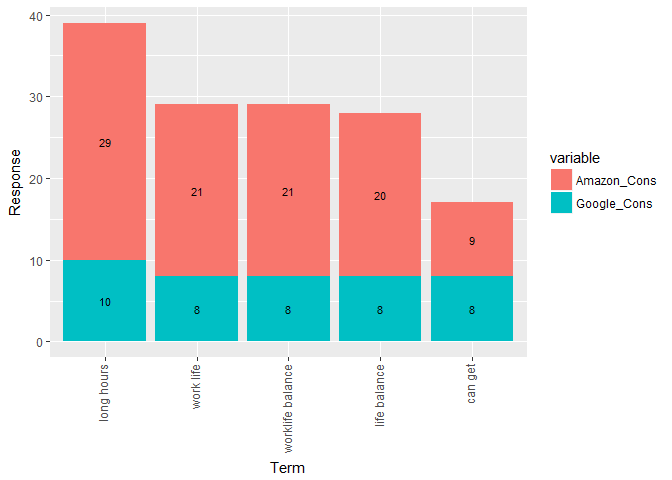 40
30
20
10
0
Response
29
21
21
20
9
10
8
8
8
8
long hours
work life
worklife balance
life balance
can get
Term
variable
Amazon_Cons
Google_Cons